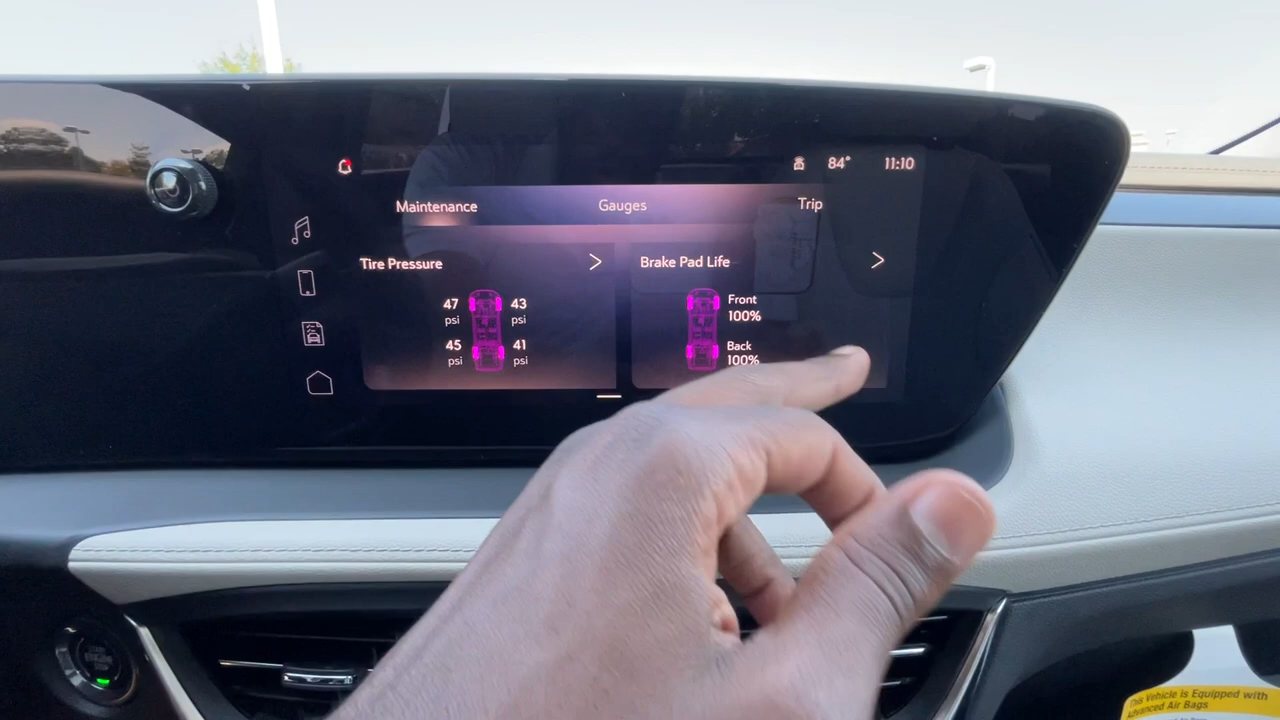 84° 11:10
Maintenance Gauges Trip
Tire Pressure > Brake Pad Life >
47 psi 43 psi
45 psi 41 psi
Front
100%
Back
100%
ENGINE
This Vehicle is Equipped with
Advanced Air Bags